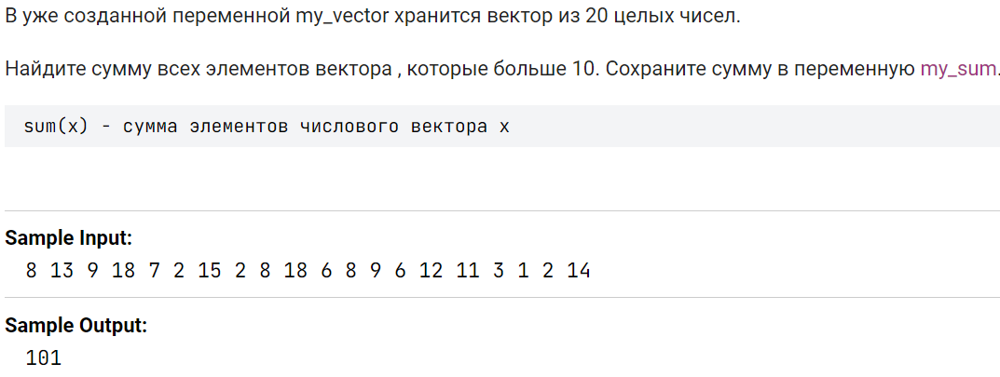 В уже созданной переменной my_vector хранится вектор из 20 целых чисел.
Найдите сумму всех элементов вектора , которые больше 10. Сохраните сумму в переменную my_sum.
sum(x) - сумма элементов числового вектора x
Sample Input:
8 13 9 18 7 2 15 2 8 18 6 8 9 6 12 11 3 1 2 14
Sample Output:
101